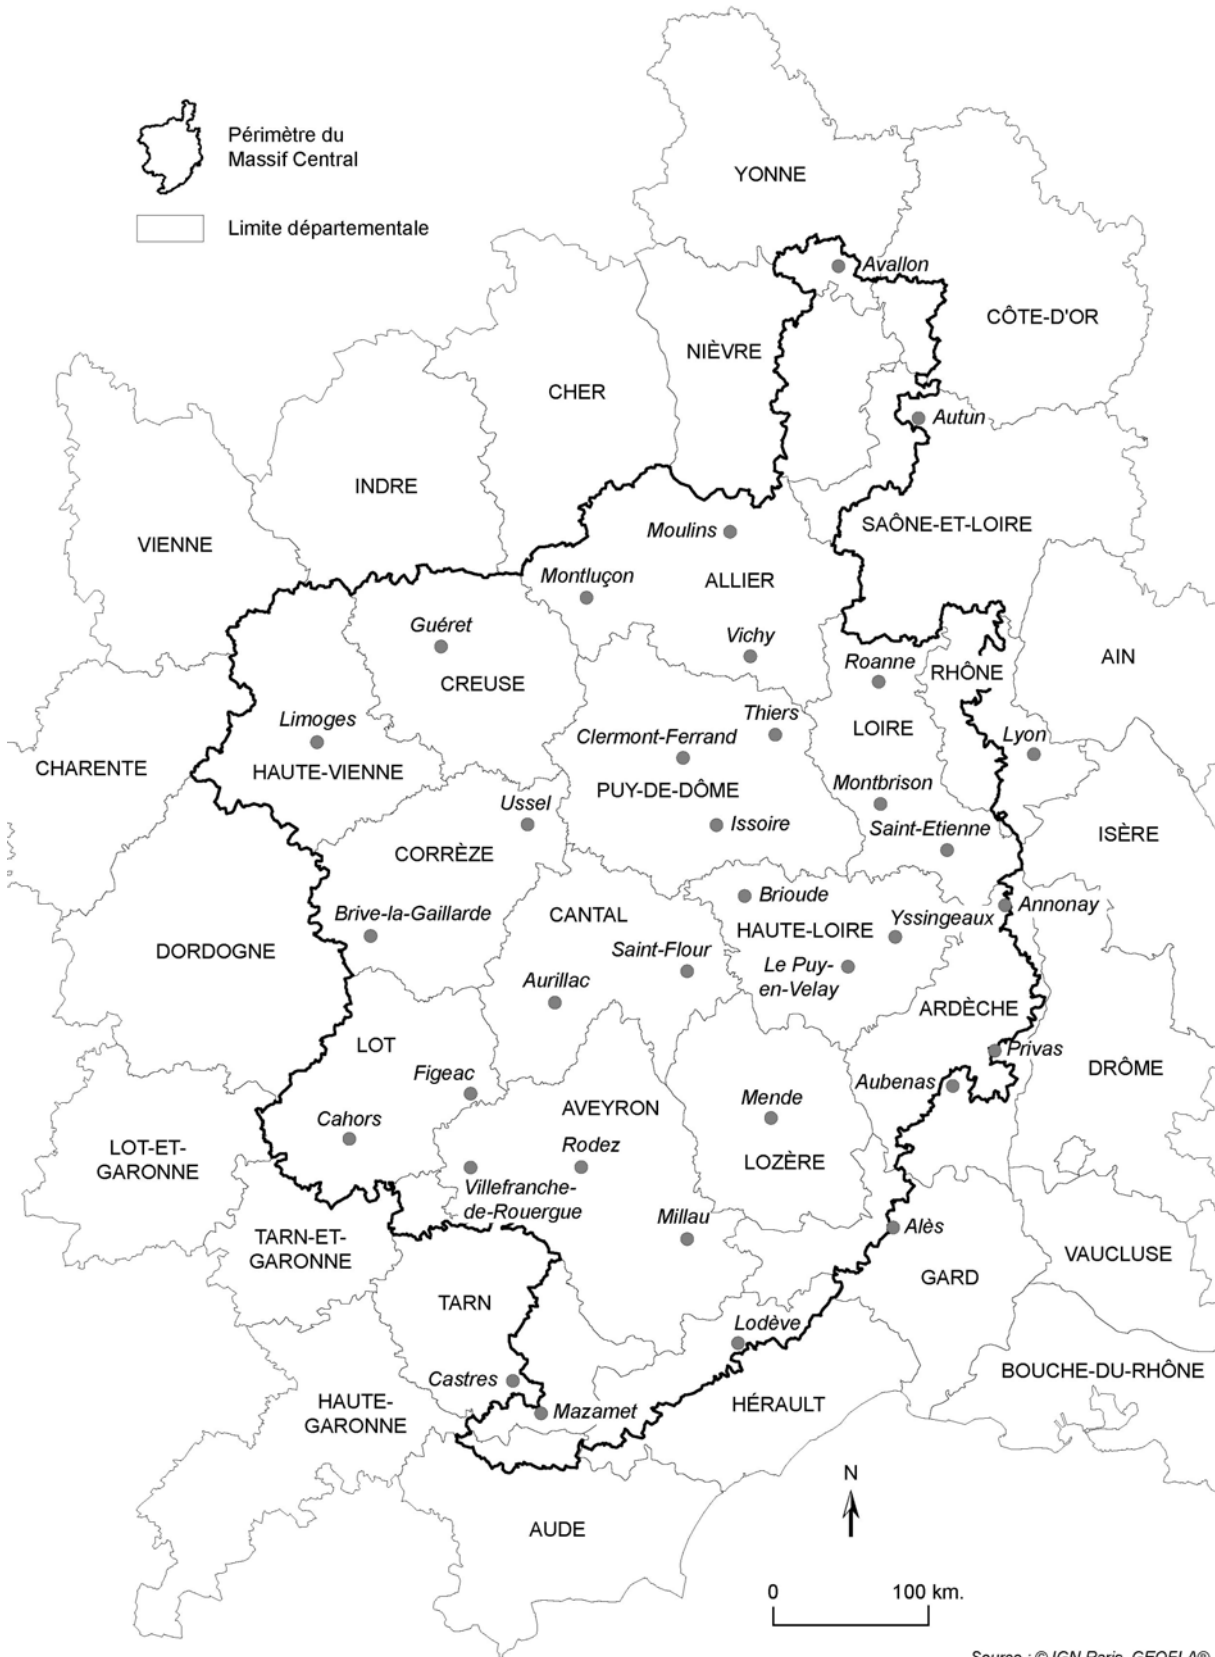 Périmètre du
Massif Central
Limite départementale
YONNE
Avallon
CÔTE-D'OR
NIÈVRE
CHER
Autun
INDRE
SAÔNE-ET-LOIRE
Moulins
VIENNE
Montluçon
ALLIER
Guéret
Vichy
AIN
Roanne
RHÔNE
CREUSE
Limoges
Thiers
LOIRE
Clermont-Ferrand
Lyon
CHARENTE
HAUTE-VIENNE
PUY-DE-DÔME
Montbrison
Ussel
Issoire
Saint-Etienne
ISÈRE
CORRÈZE
Brioude
Annonay
Brive-la-Gaillarde
CANTAL
HAUTE-LOIRE
Yssingeaux
DORDOGNE
Saint-Flour
Le Puy-
en-Velay
Aurillac
ARDÈCHE
LOT
Privas
DRÔME
Figeac
Aubenas
AVEYRON
Mende
Cahors
LOT-ET-
GARONNE
Rodez
LOZÈRE
Villefranche-
de-Rouergue
Millau
Alès
TARN-ET-
GARONNE
VAUCLUSE
GARD
TARN
Lodève
BOUCHE-DU-RHÔNE
Castres
HAUTE-
GARONNE
HÉRAULT
Mazamet
N
AUDE
0 100 km.
Source : © IGN Paris, GEOFLA®